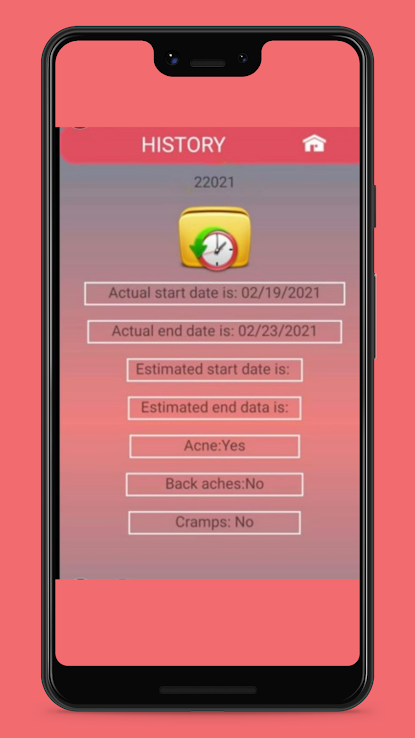 HISTORY
22021
Actual start date is: 02/19/2021
Actual end date is: 02/23/2021
Estimated start date is:
Estimated end data is:
Acne:Yes
Back aches:No
Cramps: No